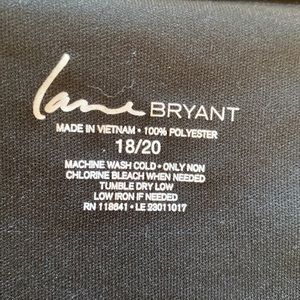 Lane BRYANT
MADE IN VIETNAM • 100% POLYESTER
18/20
MACHINE WASH COLD • ONLY NON
CHLORINE BLEACH WHEN NEEDED
TUMBLE DRY LOW
LOW IRON IF NEEDED
RN 118641 • LE 23011017